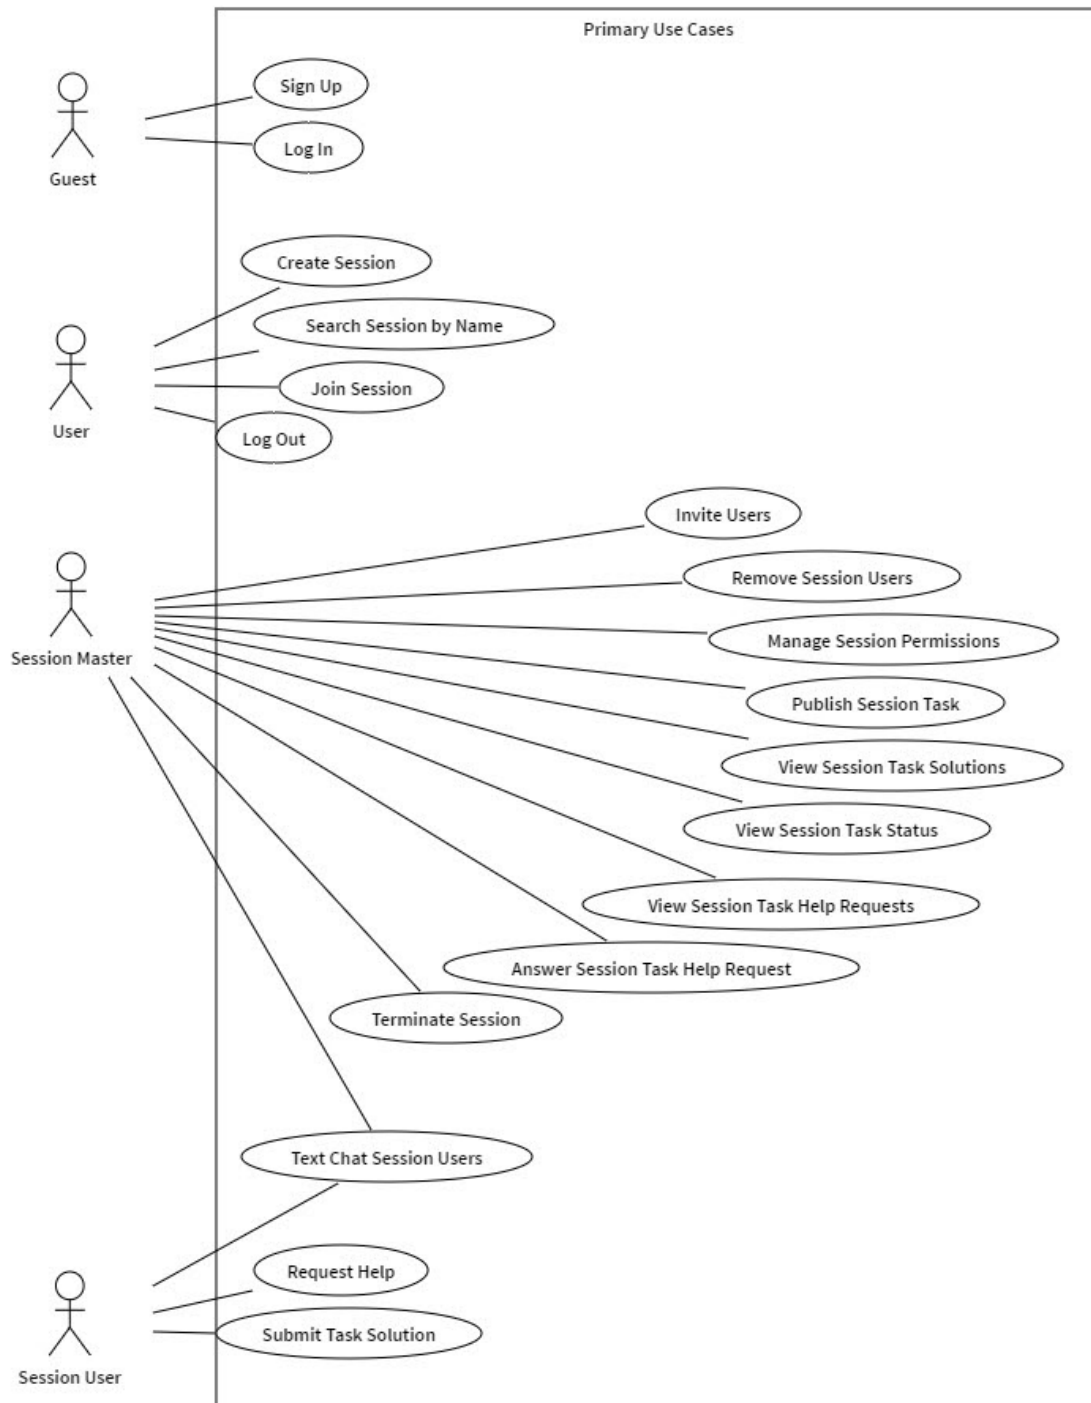 Primary Use Cases
Sign Up
Log In
Guest
Create Session
Search Session by Name
Join Session
User
Log Out
Invite Users
Remove Session Users
Manage Session Permissions
Session Master
Publish Session Task
View Session Task Solutions
View Session Task Status
View Session Task Help Requests
Answer Session Task Help Request
Terminate Session
Text Chat Session Users
Request Help
Submit Task Solution
Session User